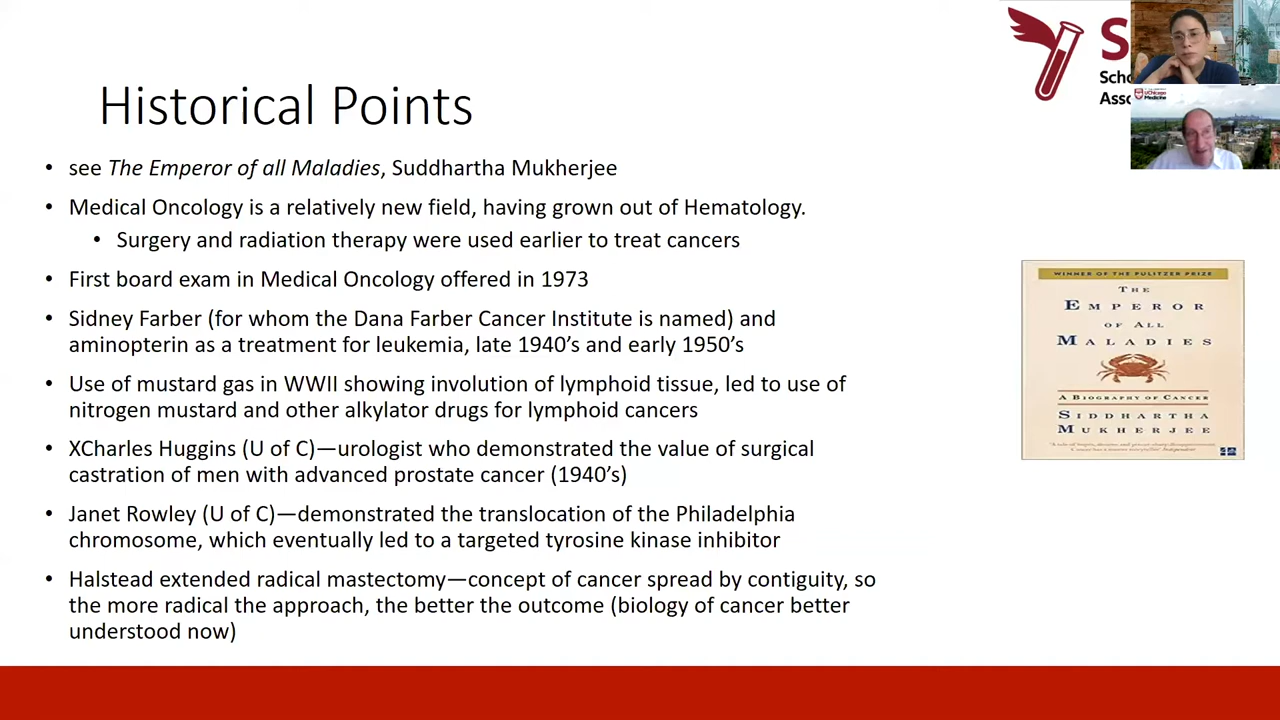 Historical Points
• see The Emperor of all Maladies, Suddhartha Mukherjee
• Medical Oncology is a relatively new field, having grown out of Hematology.
• Surgery and radiation therapy were used earlier to treat cancers
• First board exam in Medical Oncology offered in 1973
• Sidney Farber (for whom the Dana Farber Cancer Institute is named) and
aminopterin as a treatment for leukemia, late 1940’s and early 1950’s
• Use of mustard gas in WWII showing involution of lymphoid tissue, led to use of
nitrogen mustard and other alkylator drugs for lymphoid cancers
• XCharles Huggins (U of C)—urologist who demonstrated the value of surgical
castration of men with advanced prostate cancer (1940’s)
• Janet Rowley (U of C)—demonstrated the translocation of the Philadelphia
chromosome, which eventually led to a targeted tyrosine kinase inhibitor
• Halstead extended radical mastectomy—concept of cancer spread by contiguity, so
the more radical the approach, the better the outcome (biology of cancer better
understood now)
S
Scho
Asso
UChicago
Medicine
WINNER OF THE PULITZER PRIZE
THE
EMPEROR
OF ALL
MALADIES
A BIOGRAPHY OF CANCER
SIDDHARTHA
MUKHERJEE